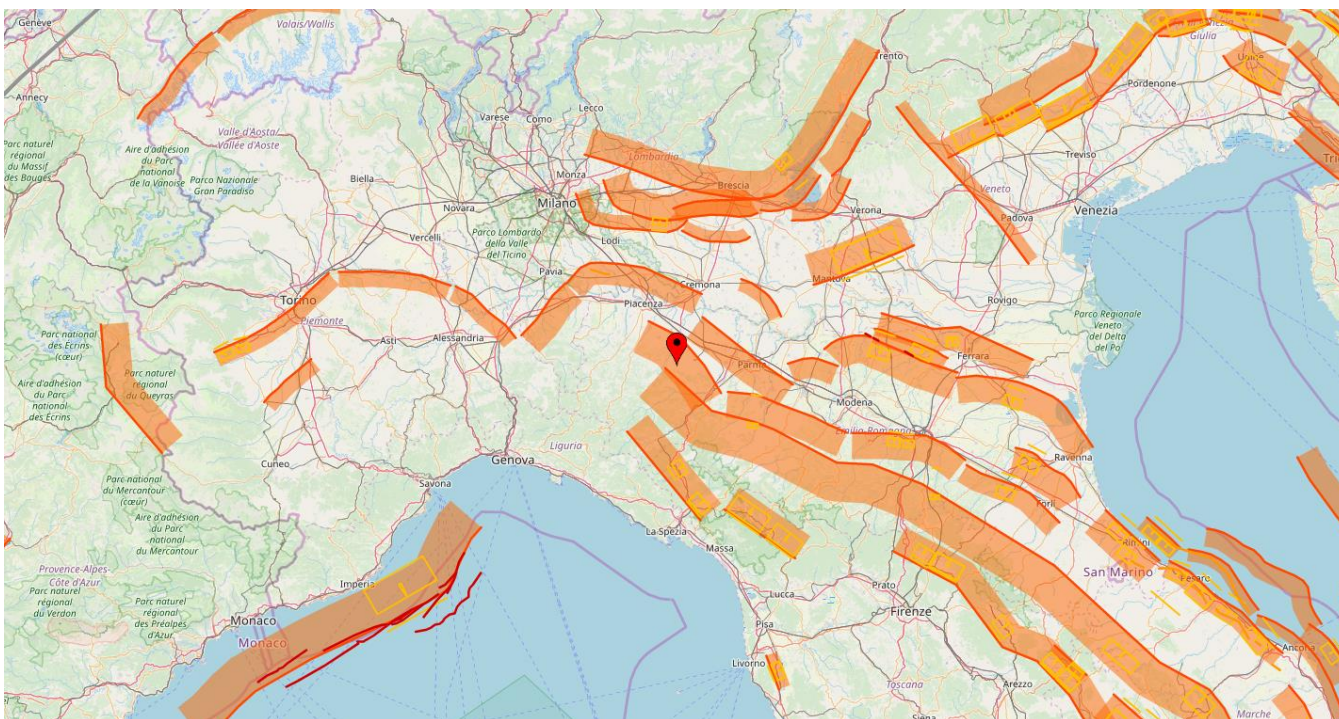 Genève
Valais/Wallis
Annecy
Parc naturel
régional
du Massif
des Bauges
Aire d'adhésion
du Parc
national
de la Vanoise
Valle d'Aosta/
Vallée d'Aoste
Parco Nazionale
Gran Paradiso
Biella
Varese
Como
Lecco
Monza
Milano
Novara
Vercelli
Parco Lombardo
della Valle
del Ticino
Lombardia
Brescia
Trento
Verona
Veneto
Padova
Venezia
Treviso
Pordenone
Giulia
Lodi
Pavia
Cremona
Piacenza
Mantova
Rovigo
Parco Regionale
Veneto
del Delta
del Po
Torino
Piemonte
Asti
Alessandria
Parc
national
des Écrins
(cœur)
Aire d'adhésion
du Parc
national
des Écrins
Parc naturel
régional
du Queyras
Cuneo
Parc national
du Mercantour
(cœur)
Aire d'adhésion
du Parc
national
du Mercantour
Provence-Alpes-
Côte d'Azur
Parc naturel
régional
du Verdon
Parc naturel
régional
des Préalpes
d'Azur
Genova
Liguria
Savona
Imperia
Monaco
Monaco
Parma
Modena
Ferrara
Emilia-Romagna
Ravenna
Forlì
Rimini
San Marino
Pesaro
Ancona
Marche
La Spezia
Massa
Lucca
Pisa
Livorno
Prato
Firenze
Toscana
Arezzo
Siena